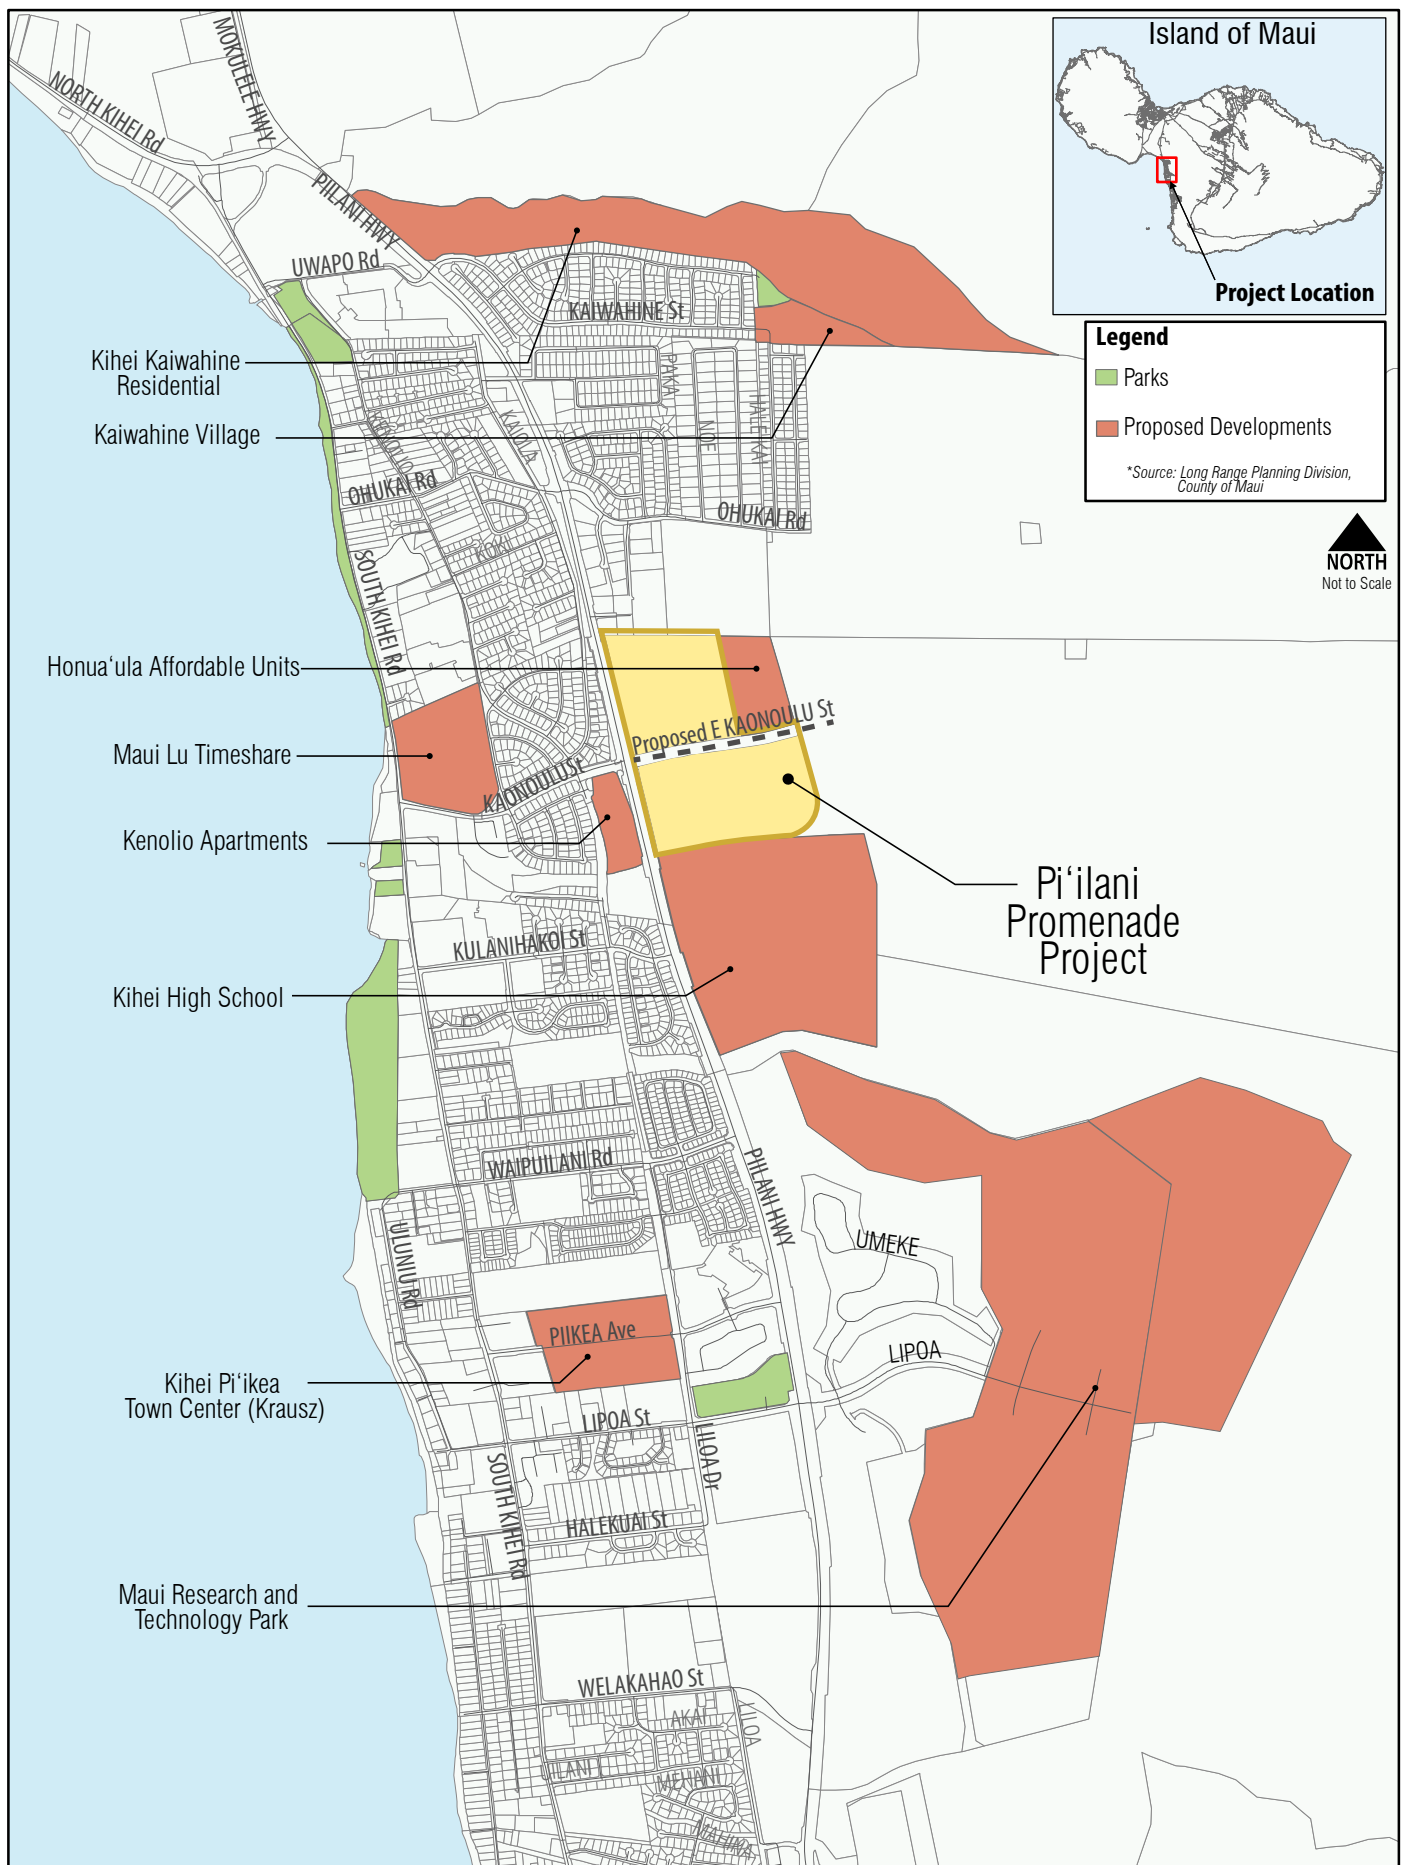 Island of Maui
Project Location
Legend
Parks
Proposed Developments
*Source: Long Range Planning Division,
County of Maui
NORTH
Not to Scale
MOKULELE HWY
NORTH KIHEI Rd
PIILANI HWY
UWAPO Rd
KAIWAHINE St
Kihei Kaiwahine
Residential
Kaiwahine Village
PAKA
NOE
HALEKAI
KAIOLA
KENOLIO
OHUKAI Rd
OHUKAI Rd
KOKI
SOUTH KIHEI Rd
Honua‘ula Affordable Units
Proposed E KAONOULU St
Maui Lu Timeshare
KAONOULU St
Kenolio Apartments
Pi‘ilani
Promenade
Project
KULANIHAKOI St
Kihei High School
WAIPUILANI Rd
PIILANI HWY
ULUNIU Rd
UMEKE
LIPOA
PIIKEA Ave
Kihei Pi‘ikea
Town Center (Krausz)
LIPOA St
LILOA Dr
SOUTH KIHEI Rd
HALEKUAI St
Maui Research and
Technology Park
WELAKAHAO St
AKAI
LILOA
UILANI
MEHANI
MAHINA